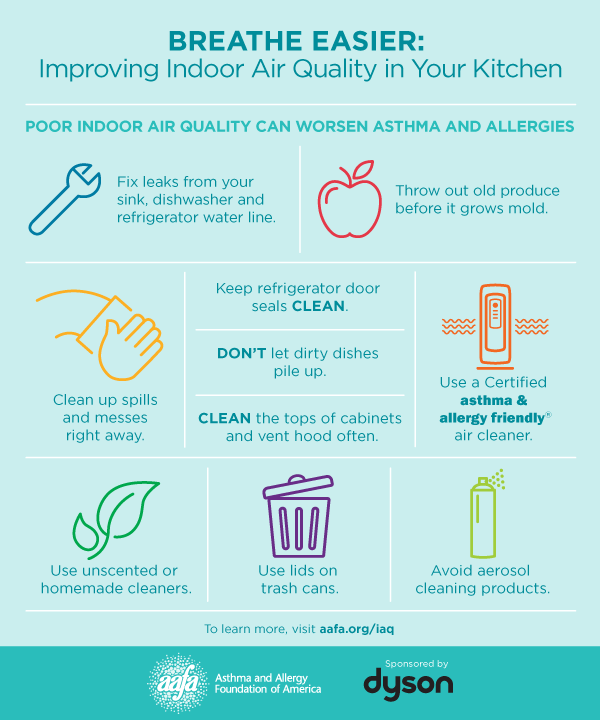 BREATHE EASIER:
Improving Indoor Air Quality in Your Kitchen
POOR INDOOR AIR QUALITY CAN WORSEN ASTHMA AND ALLERGIES
Fix leaks from your
sink, dishwasher and
refrigerator water line.
Throw out old produce
before it grows mold.
Clean up spills
and messes
right away.
Keep refrigerator door
seals CLEAN.
DON'T let dirty dishes
pile up.
CLEAN the tops of cabinets
and vent hood often.
Use a Certified
asthma &
allergy friendly®
air cleaner.
Use unscented or
homemade cleaners.
Use lids on
trash cans.
Avoid aerosol
cleaning products.
To learn more, visit aafa.org/iaq
aafa
Asthma and Allergy
Foundation of America
Sponsored by
dyson